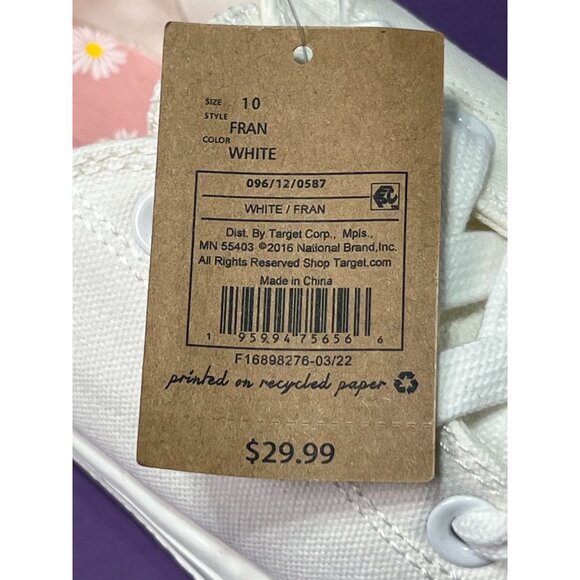 SIZE 10
STYLE FRAN
COLOR WHITE
096/12/0587
WHITE / FRAN
Dist. By Target Corp., Mpls.,
MN 55403 ©2016 National Brand,Inc.
All Rights Reserved Shop Target.com
Made in China
1 95994 75656 6
F16898276-03/22
printed on recycled paper
$29.99